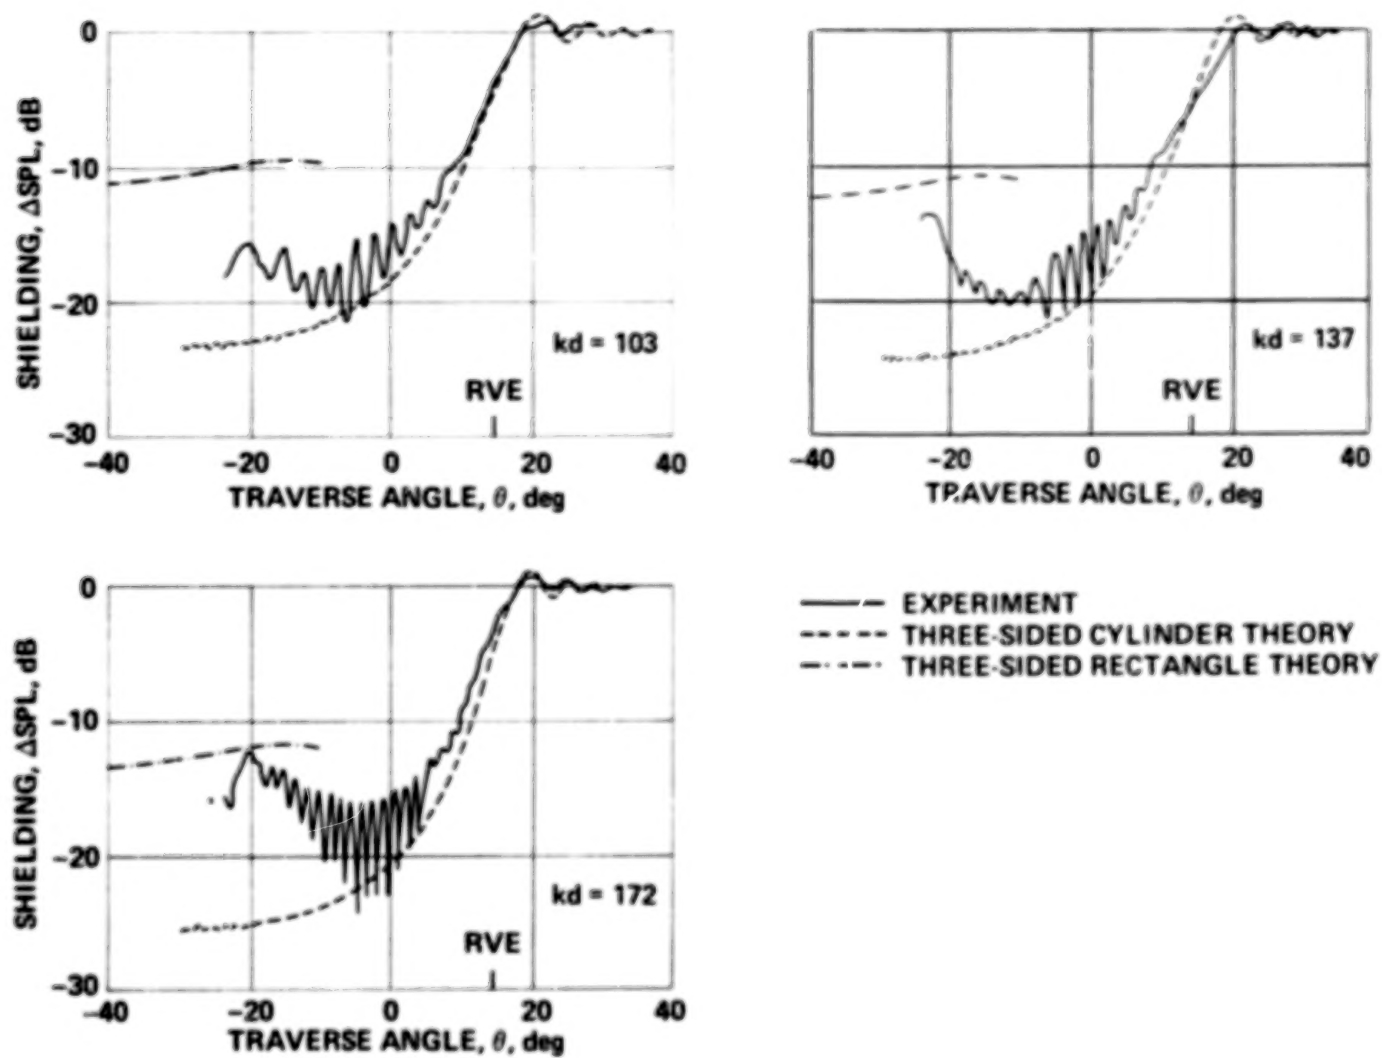 0
-10
-20
-30
SHIELDING, ΔSPL, dB
kd = 103
RVE
-40 -20 0 20 40
TRAVERSE ANGLE, θ, deg
kd = 137
RVE
-40 -20 0 20 40
TRAVERSE ANGLE, θ, deg
0
-10
-20
-30
SHIELDING, ΔSPL, dB
kd = 172
RVE
-40 -20 0 20 40
TRAVERSE ANGLE, θ, deg
EXPERIMENT
THREE-SIDED CYLINDER THEORY
THREE-SIDED RECTANGLE THEORY